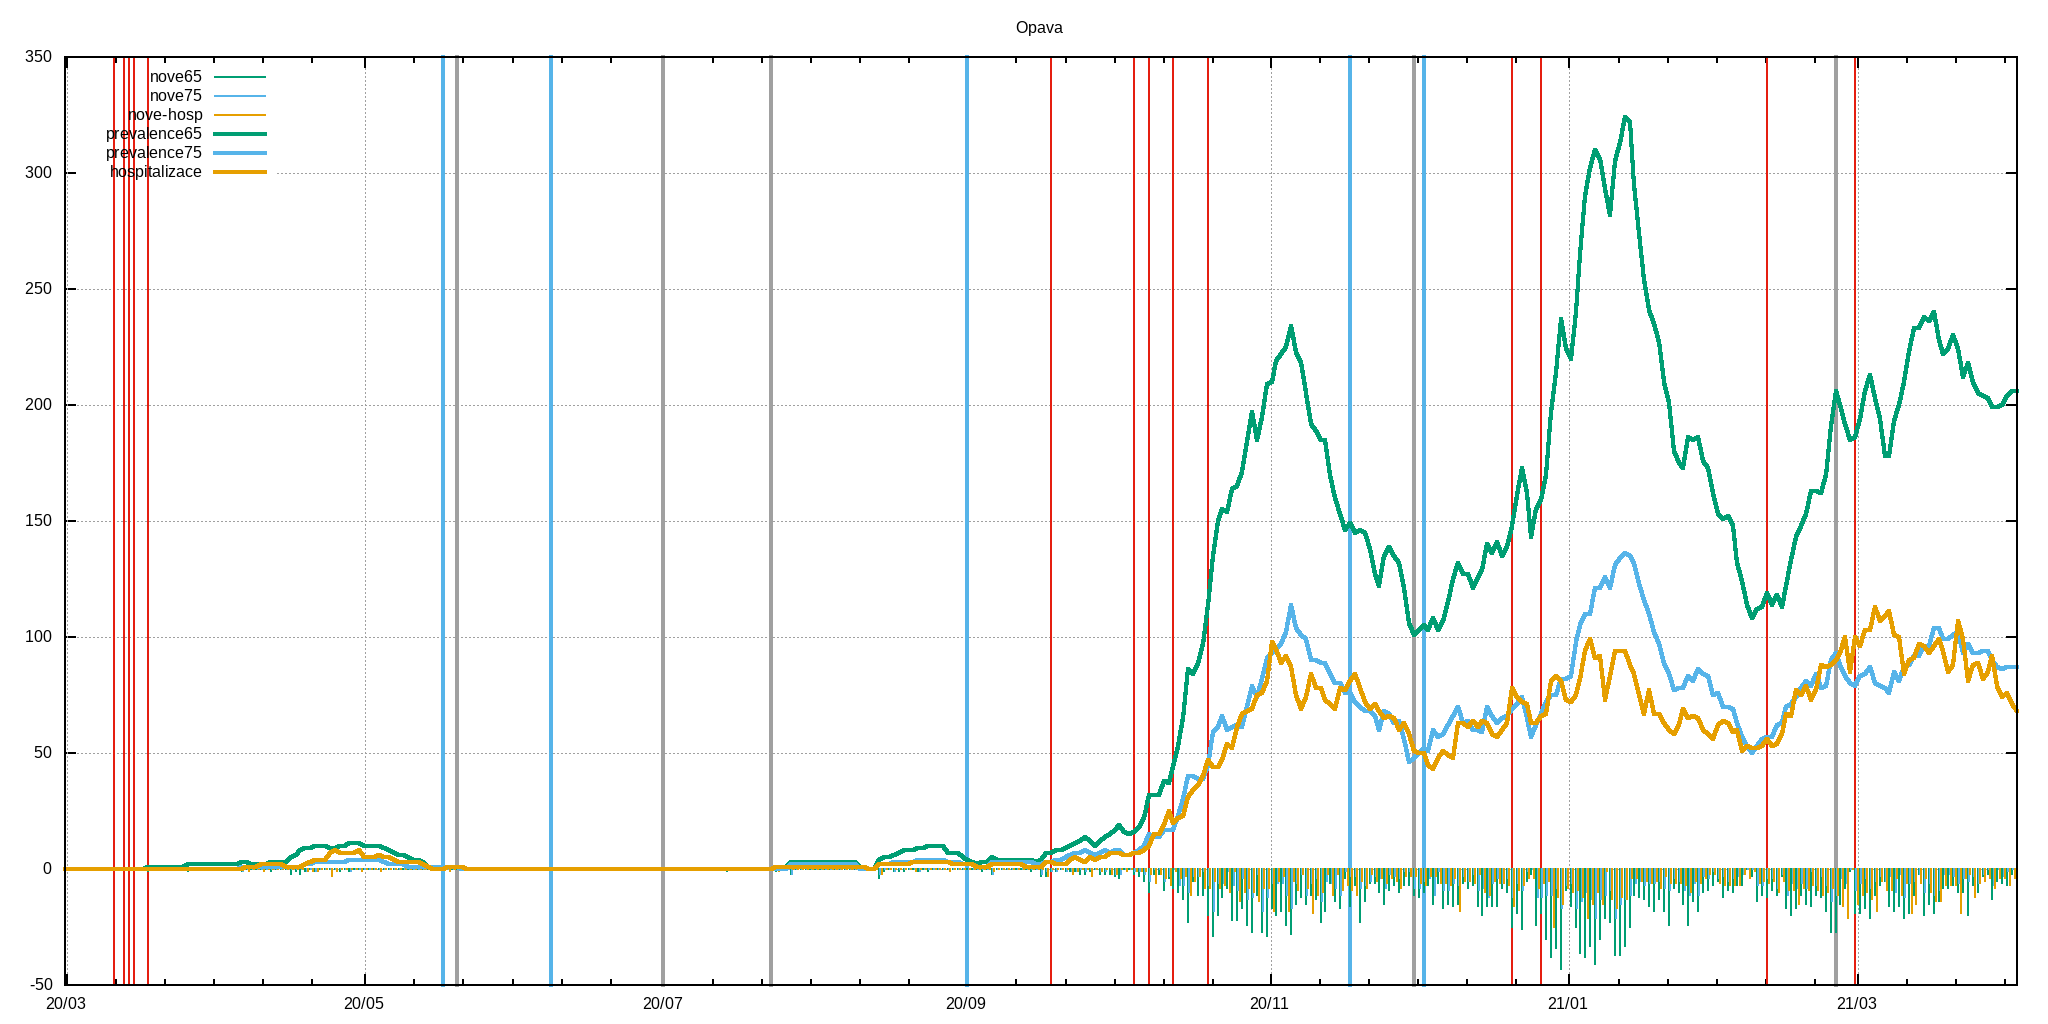 Opava
350
300
250
200
150
100
50
0
-50
nove65
nove75
nove-hosp
prevalence65
prevalence75
hospitalizace
20/03 20/05 20/07 20/09 20/11 21/01 21/03